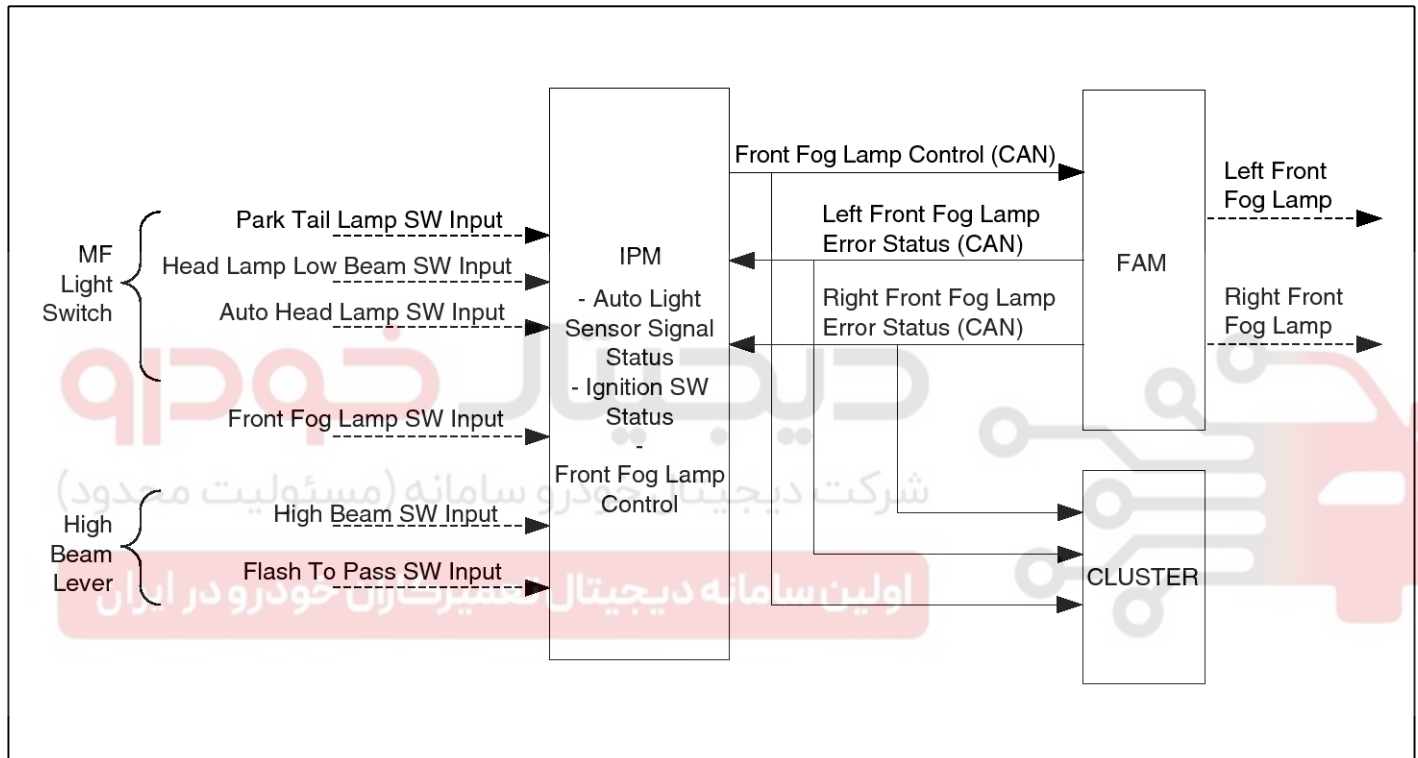 Front Fog Lamp Control (CAN)
Left Front
Fog Lamp
Park Tail Lamp SW Input
Left Front Fog Lamp
Error Status (CAN)
MF
Light
Switch
Head Lamp Low Beam SW Input
IPM
FAM
Auto Head Lamp SW Input
- Auto Light
Sensor Signal
Status
- Ignition SW
Status
-
Front Fog Lamp
Control
Right Front Fog Lamp
Error Status (CAN)
Right Front
Fog Lamp
دیجیتال خودرو
Front Fog Lamp SW Input
شرکت دیجیتال خودرو سامانه (مسئولیت محدود)
High
Beam
Lever
High Beam SW Input
Flash To Pass SW Input
CLUSTER
اولین سامانه دیجیتال تعمیرکاران خودرو در ایران